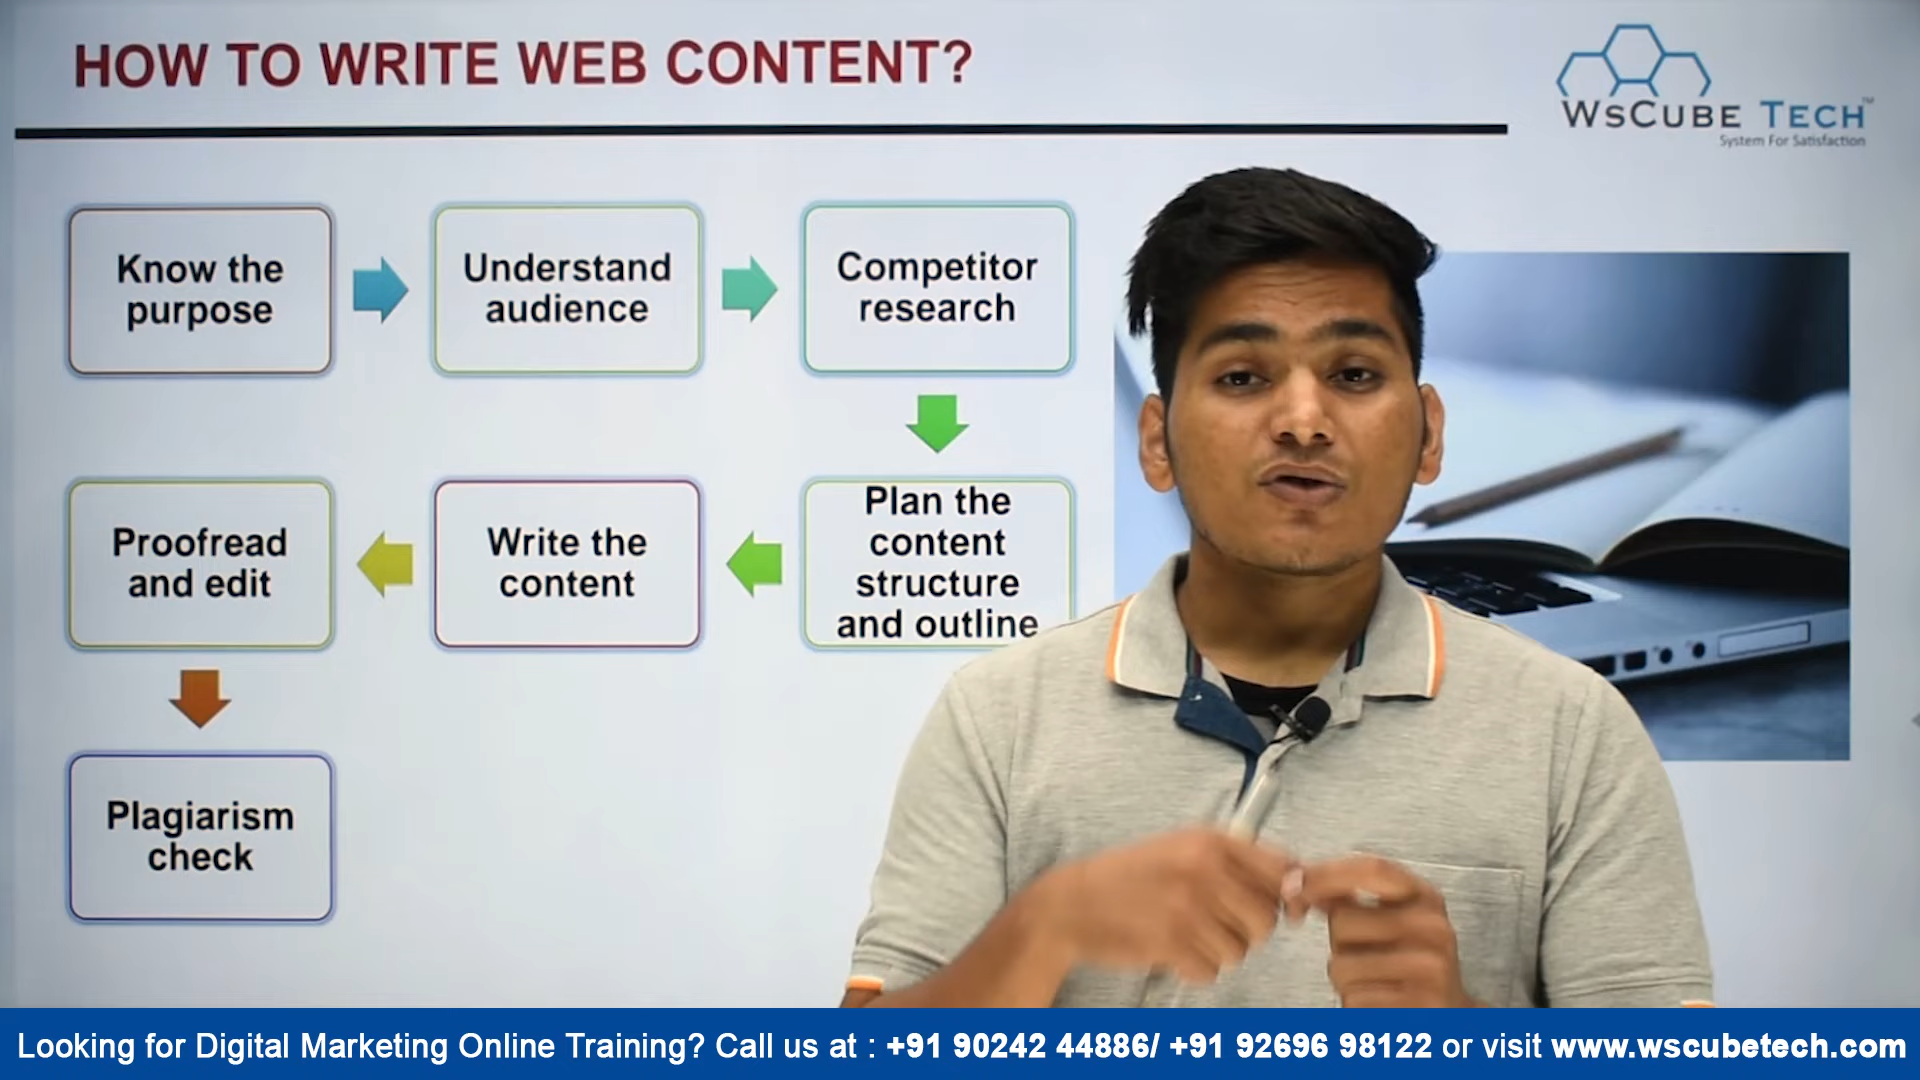 HOW TO WRITE WEB CONTENT?
WSCUBE TECH™
System For Satisfaction
Know the
purpose
Understand
audience
Competitor
research
Plan the
content
structure
and outline
Write the
content
Proofread
and edit
Plagiarism
check
Looking for Digital Marketing Online Training? Call us at : +91 90242 44886/ +91 92696 98122 or visit www.wscubetech.com